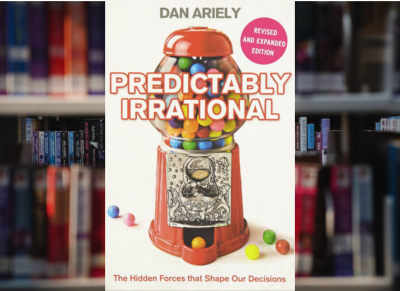 DAN ARIELY
REVISED
AND EXPANDED
EDITION
PREDICTABLY
IRRATIONAL
The Hidden Forces that Shape Our Decisions